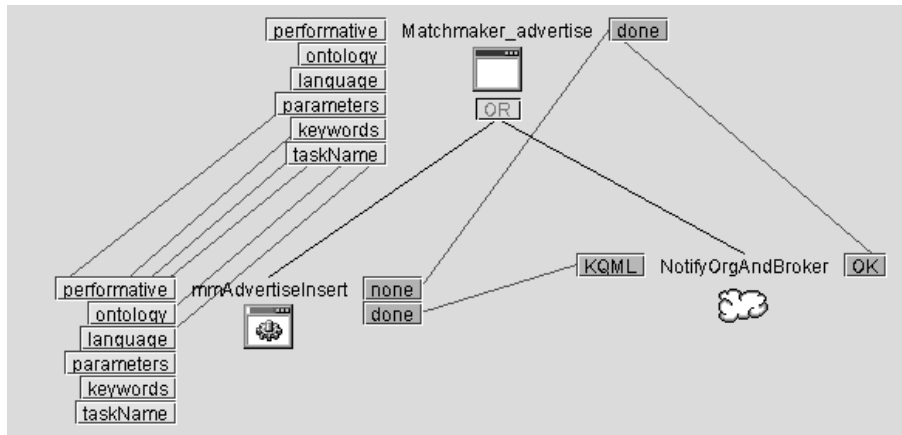 performative Matchmaker_advertise done
ontology
language
parameters OR
keywords
taskName
performative mmAdvertiseInsert none KQML NotifyOrgAndBroker OK
ontology done
language
parameters
keywords
taskName